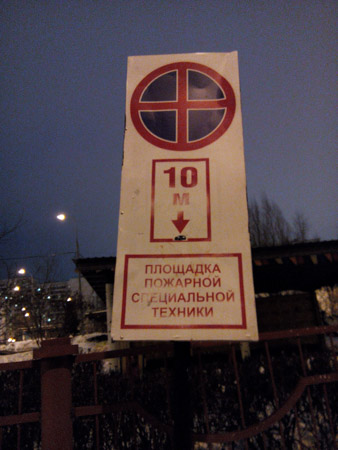 10
М
ПЛОЩАДКА
ПОЖАРНОЙ
СПЕЦИАЛЬНОЙ
ТЕХНИКИ